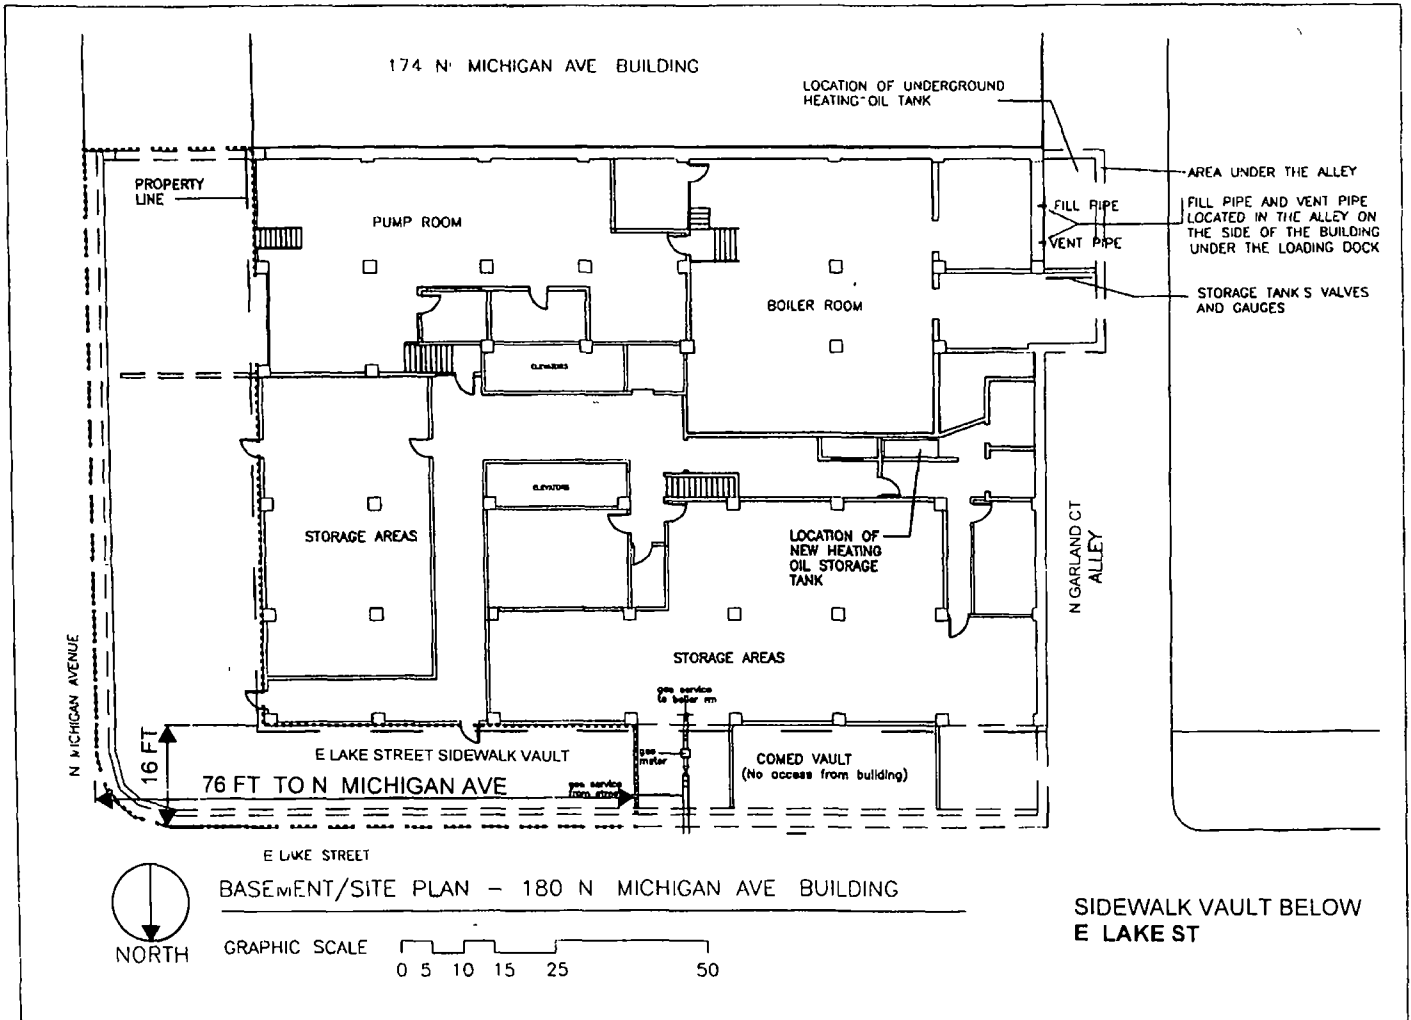 174 N MICHIGAN AVE BUILDING
LOCATION OF UNDERGROUND
HEATING OIL TANK
PROPERTY
LINE
PUMP ROOM
AREA UNDER THE ALLEY
FILL PIPE
VENT PIPE
FILL PIPE AND VENT PIPE
LOCATED IN THE ALLEY ON
THE SIDE OF THE BUILDING
UNDER THE LOADING DOCK
BOILER ROOM
STORAGE TANK S VALVES
AND GAUGES
ELEVATORS
ELEVATORS
STORAGE AREAS
LOCATION OF
NEW HEATING
OIL STORAGE
TANK
N GARLAND CT
ALLEY
N MICHIGAN AVENUE
STORAGE AREAS
gas service
to boiler rm
16 FT
E LAKE STREET SIDEWALK VAULT
gas
meter
COMED VAULT
(No access from building)
76 FT TO N MICHIGAN AVE
gas service
from street
E LAKE STREET
BASEMENT/SITE PLAN - 180 N MICHIGAN AVE BUILDING
NORTH
GRAPHIC SCALE
0 5 10 15 25 50
SIDEWALK VAULT BELOW
E LAKE ST